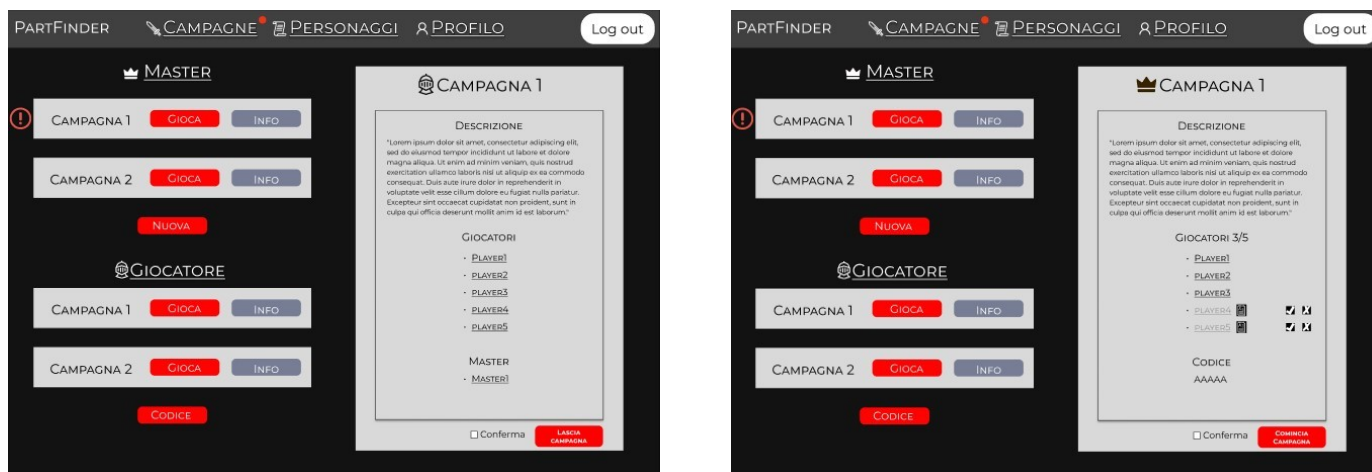 PartFinder Campagne Personaggi Profilo Log out
Master
Campagna 1 Gioca Info
Campagna 2 Gioca Info
Nuova
Giocatore
Campagna 1 Gioca Info
Campagna 2 Gioca Info
Codice
Campagna 1
Descrizione
"Lorem ipsum dolor sit amet, consectetur adipiscing elit,
sed do eiusmod tempor incididunt ut labore et dolore
magna aliqua. Ut enim ad minim veniam, quis nostrud
exercitation ullamco laboris nisi ut aliquip ex ea commodo
consequat. Duis aute irure dolor in reprehenderit in
voluptate velit esse cillum dolore eu fugiat nulla pariatur.
Excepteur sint occaecat cupidatat non proident, sunt in
culpa qui officia deserunt mollit anim id est laborum."
Giocatori
- Player1
- player2
- player3
- player4
- player5
Master
- Master1
Conferma
Lascia
campagna
PartFinder Campagne Personaggi Profilo Log out
Master
Campagna 1 Gioca Info
Campagna 2 Gioca Info
Nuova
Giocatore
Campagna 1 Gioca Info
Campagna 2 Gioca Info
Codice
Campagna 1
Descrizione
"Lorem ipsum dolor sit amet, consectetur adipiscing elit,
sed do eiusmod tempor incididunt ut labore et dolore
magna aliqua. Ut enim ad minim veniam, quis nostrud
exercitation ullamco laboris nisi ut aliquip ex ea commodo
consequat. Duis aute irure dolor in reprehenderit in
voluptate velit esse cillum dolore eu fugiat nulla pariatur.
Excepteur sint occaecat cupidatat non proident, sunt in
culpa qui officia deserunt mollit anim id est laborum."
Giocatori 3/5
- Player1
- player2
- player3
- player4
- player5
Codice
AAAAA
Conferma
Comincia
Campagna